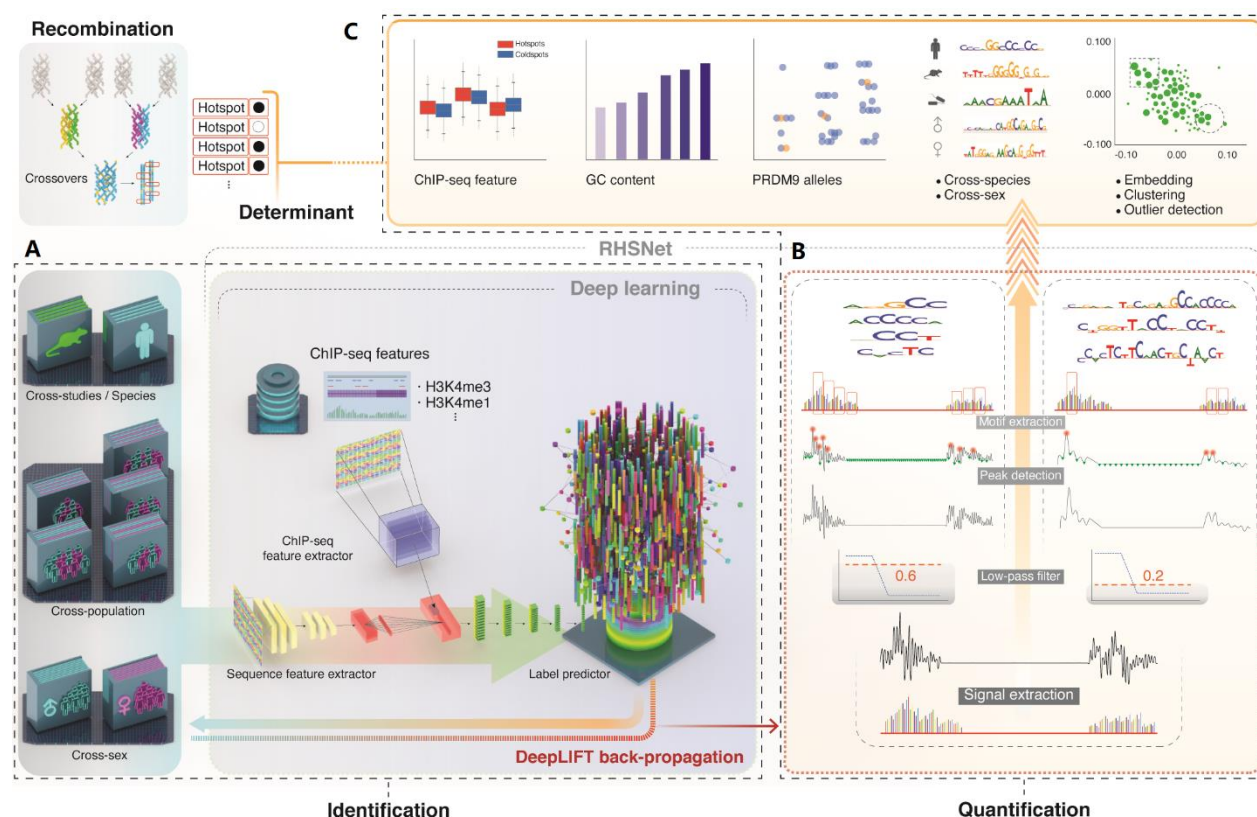 Recombination
Crossovers
Hotspot
Hotspot
Hotspot
Hotspot
⋮
Determinant
C
Hotspots
Coldspots
ChIP-seq feature
GC content
PRDM9 alleles
• Cross-species
• Cross-sex
0.100
0.000
-0.100
-0.10
0.00
0.10
• Embedding
• Clustering
• Outlier detection
A
RHSNet
Deep learning
Cross-studies / Species
Cross-population
Cross-sex
ChIP-seq features
· H3K4me3
· H3K4me1
⋮
ChIP-seq
feature extractor
Sequence feature extractor
Label predictor
DeepLIFT back-propagation
Identification
B
Motif extraction
Peak detection
0.6
Low-pass filter
0.2
Signal extraction
Quantification